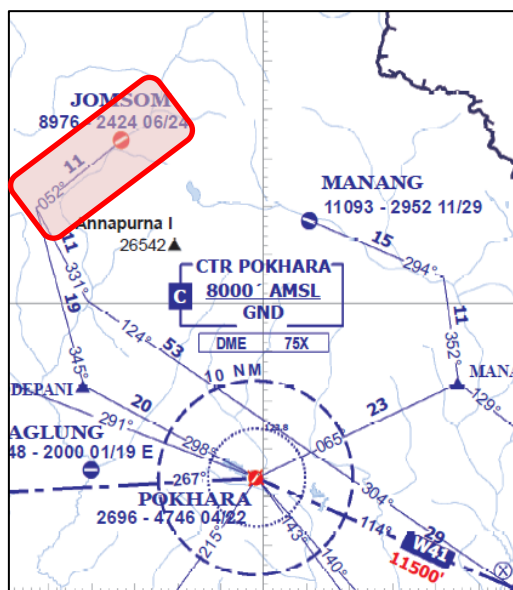 JOMSOM
8976 - 2424 06/24
11
052°
Annapurna I
26542
MANANG
11093 - 2952 11/29
15
294°
11
331°
19
CTR POKHARA
C
8000´ AMSL
GND
DME 75X
11
352°
124°
53
345°
10 NM
DEPANI
MANA
129°
291°
20
23
298°
065°
123.8
AGLUNG
48 - 2000 01/19 E
267°
POKHARA
2696 - 4746 04/22
304°
29
114°
W41
11500'
215°
143°
140°
X